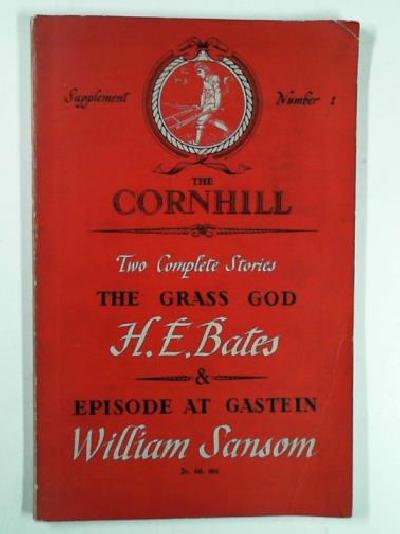 Supplement Number 1
THE
CORNHILL
Two Complete Stories
THE GRASS GOD
H.E.Bates
&
EPISODE AT GASTEIN
William Sansom